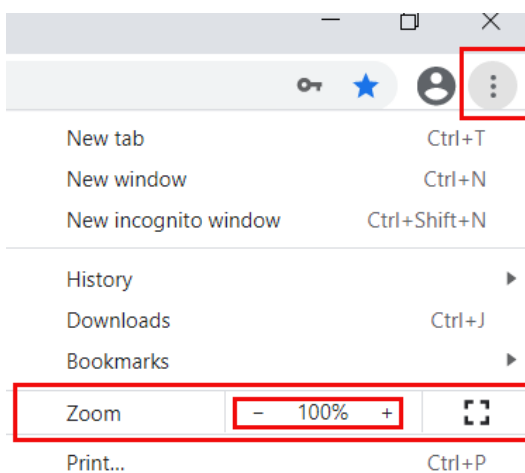 New tab Ctrl+T
New window Ctrl+N
New incognito window Ctrl+Shift+N
History
Downloads Ctrl+J
Bookmarks
Zoom - 100% +
Print... Ctrl+P